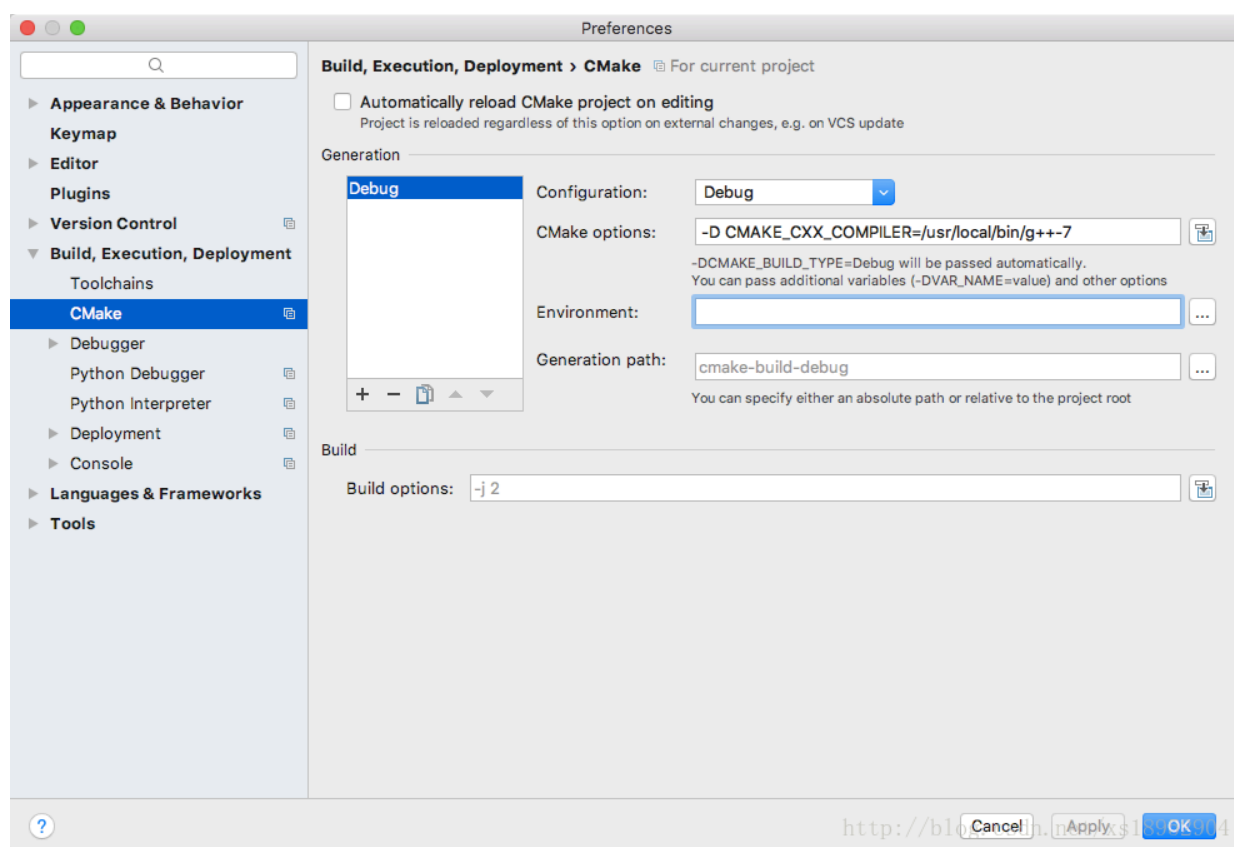 Preferences
Build, Execution, Deployment › CMake For current project
Appearance & Behavior
Keymap
Editor
Plugins
Version Control
Build, Execution, Deployment
Toolchains
CMake
Debugger
Python Debugger
Python Interpreter
Deployment
Console
Languages & Frameworks
Tools
Automatically reload CMake project on editing
Project is reloaded regardless of this option on external changes, e.g. on VCS update
Generation
Debug
Configuration: Debug
CMake options: -D CMAKE_CXX_COMPILER=/usr/local/bin/g++-7
-DCMAKE_BUILD_TYPE=Debug will be passed automatically.
You can pass additional variables (-DVAR_NAME=value) and other options
Environment: ...
Generation path: cmake-build-debug ...
You can specify either an absolute path or relative to the project root
Build
Build options: -j 2
? Cancel Apply OK